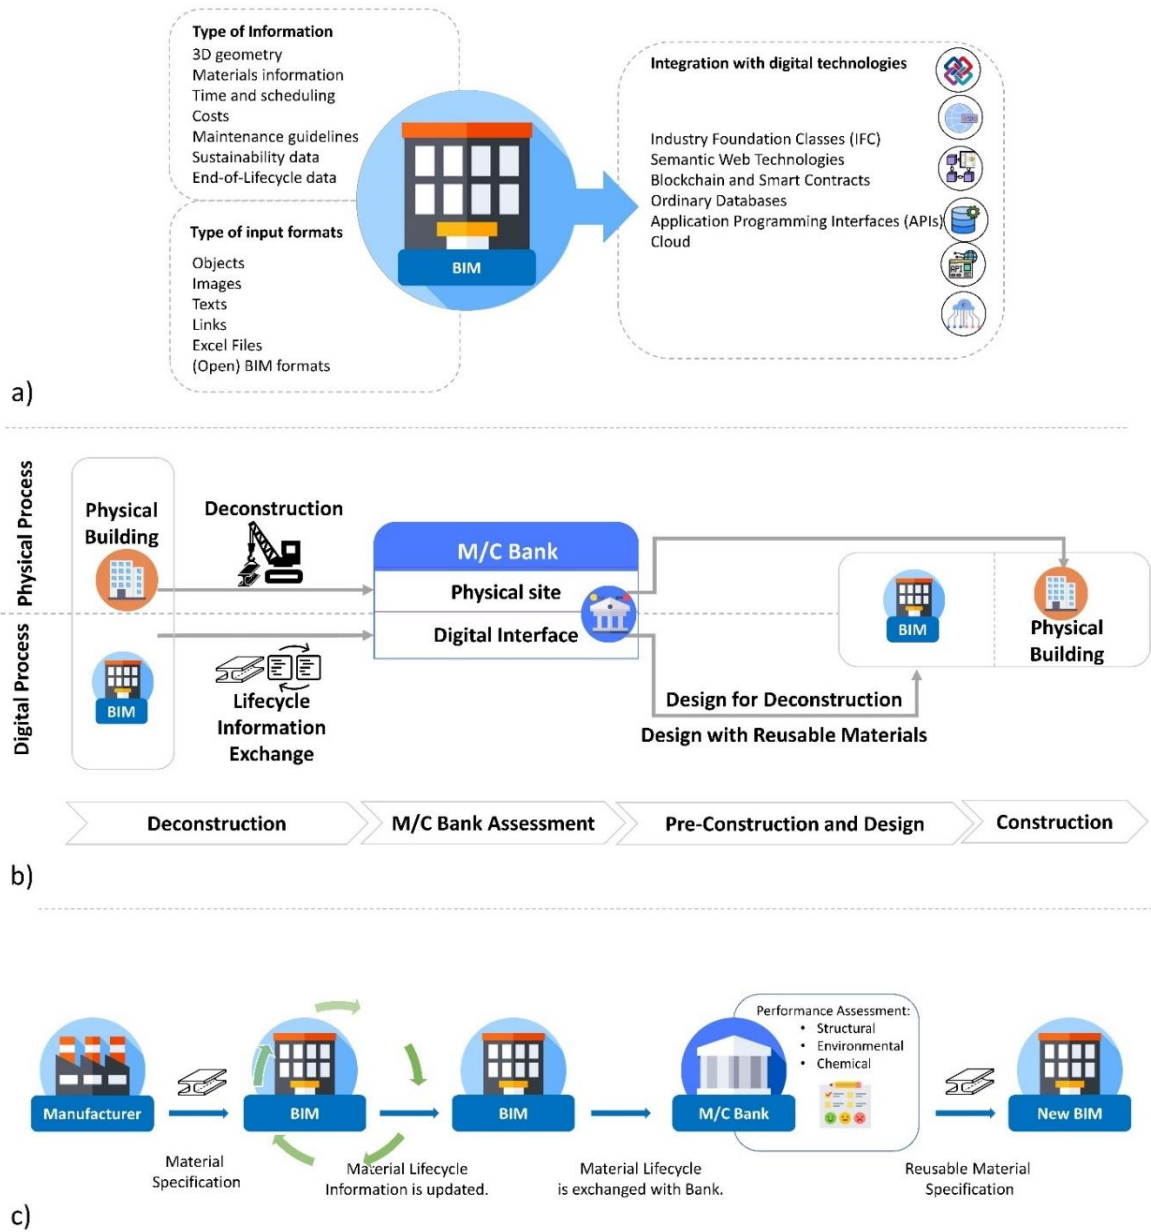 Type of Information
3D geometry
Materials information
Time and scheduling
Costs
Maintenance guidelines
Sustainability data
End-of-Lifecycle data
Type of input formats
Objects
Images
Texts
Links
Excel Files
(Open) BIM formats
BIM
Integration with digital technologies
Industry Foundation Classes (IFC)
Semantic Web Technologies
Blockchain and Smart Contracts
Ordinary Databases
Application Programming Interfaces (APIs)
Cloud
API
a)
Physical Process
Digital Process
Physical
Building
BIM
Deconstruction
Lifecycle
Information
Exchange
M/C Bank
Physical site
Digital Interface
Design for Deconstruction
Design with Reusable Materials
BIM
Physical
Building
Deconstruction
M/C Bank Assessment
Pre-Construction and Design
Construction
b)
Manufacturer
Material
Specification
BIM
Material Lifecycle
Information is updated.
BIM
Material Lifecycle
is exchanged with Bank.
M/C Bank
Performance Assessment:
• Structural
• Environmental
• Chemical
Reusable Material
Specification
New BIM
c)